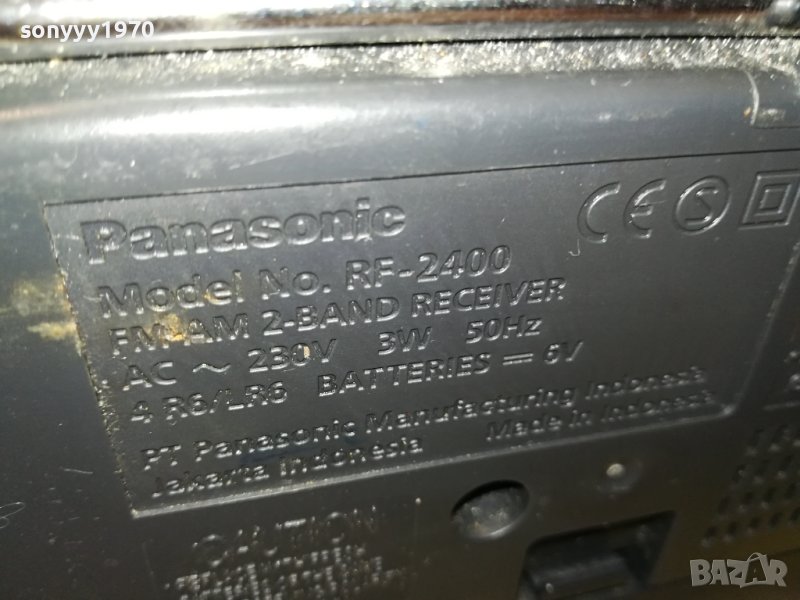 sonyyy1970
Panasonic
CE S
Model No. RF-2400
FM-AM 2-BAND RECEIVER
AC ~ 230V 3W 50Hz
4 R6/LR6 BATTERIES ⎓ 6V
PT Panasonic Manufacturing Indonesia
Jakarta Indonesia Made in Indonesia
CAUTION
BAZAR